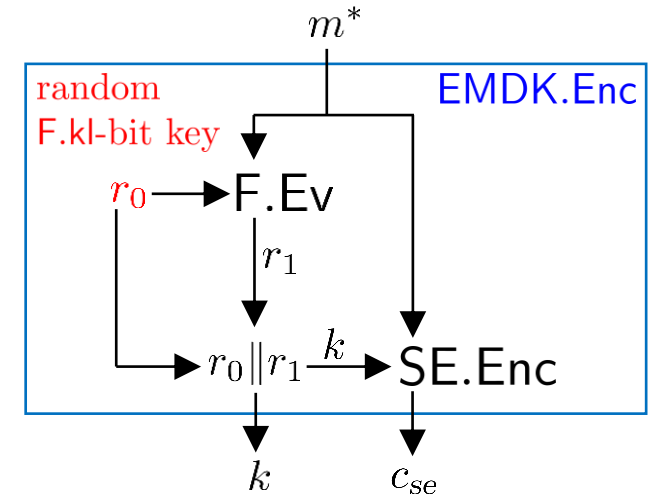 m*
random
EMDK.Enc
F.kl-bit key
r₀
F.Ev
r₁
r₀‖r₁
k
SE.Enc
k
cₛₑ